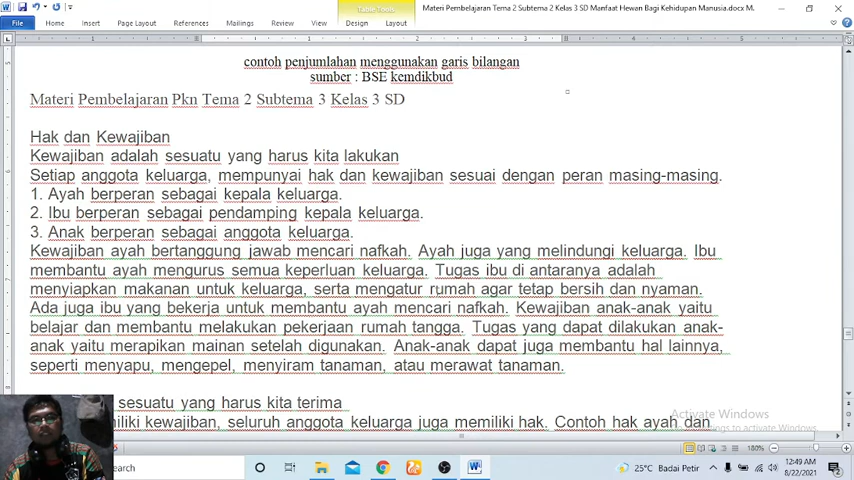 Table Tools
Materi Pembelajaran Tema 2 Subtema 2 Kelas 3 SD Manfaat Hewan Bagi Kehidupan Manusia.docx M.
File Home Insert Page Layout References Mailings Review View Design Layout
contoh penjumlahan menggunakan garis bilangan
sumber : BSE kemdikbud
Materi Pembelajaran Pkn Tema 2 Subtema 3 Kelas 3 SD
Hak dan Kewajiban
Kewajiban adalah sesuatu yang harus kita lakukan
Setiap anggota keluarga, mempunyai hak dan kewajiban sesuai dengan peran masing-masing.
1. Ayah berperan sebagai kepala keluarga.
2. Ibu berperan sebagai pendamping kepala keluarga.
3. Anak berperan sebagai anggota keluarga.
Kewajiban ayah bertanggung jawab mencari nafkah. Ayah juga yang melindungi keluarga. Ibu
membantu ayah mengurus semua keperluan keluarga. Tugas ibu di antaranya adalah
menyiapkan makanan untuk keluarga, serta mengatur rumah agar tetap bersih dan nyaman.
Ada juga ibu yang bekerja untuk membantu ayah mencari nafkah. Kewajiban anak-anak yaitu
belajar dan membantu melakukan pekerjaan rumah tangga. Tugas yang dapat dilakukan anak-
anak yaitu merapikan mainan setelah digunakan. Anak-anak dapat juga membantu hal lainnya,
seperti menyapu, mengepel, menyiram tanaman, atau merawat tanaman.
sesuatu yang harus kita terima
miliki kewajiban, seluruh anggota keluarga juga memiliki hak. Contoh hak ayah dan
Activate Windows
to activate Windows.
180%
search
25°C Badai Petir
12:49 AM
8/22/2021